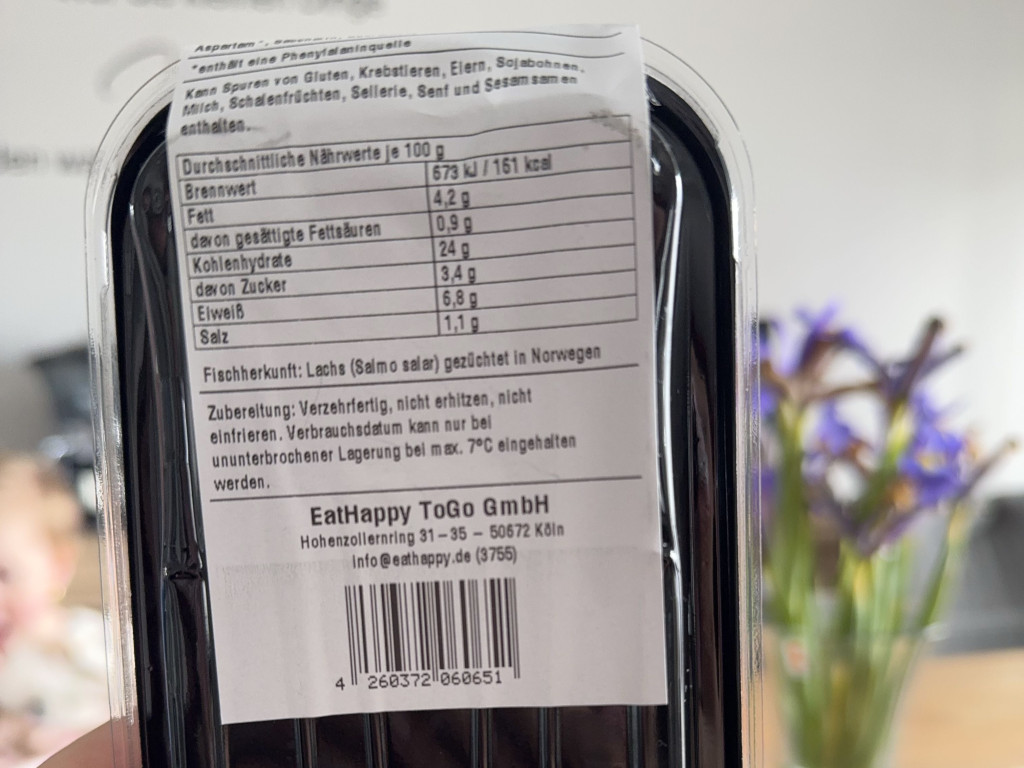 Aspartam*,
*enthält eine Phenylalaninquelle
Kann Spuren von Gluten, Krebstieren, Eiern, Sojabohnen,
Milch, Schalenfrüchten, Sellerie, Senf und Sesamsamen
enthalten.
Durchschnittliche Nährwerte je 100 g
Brennwert 673 kJ / 161 kcal
Fett 4,2 g
davon gesättigte Fettsäuren 0,9 g
Kohlenhydrate 24 g
davon Zucker 3,4 g
Eiweiß 6,8 g
Salz 1,1 g
Fischherkunft: Lachs (Salmo salar) gezüchtet in Norwegen
Zubereitung: Verzehrfertig, nicht erhitzen, nicht
einfrieren. Verbrauchsdatum kann nur bei
ununterbrochener Lagerung bei max. 7°C eingehalten
werden.
EatHappy ToGo GmbH
Hohenzollernring 31-35 – 50672 Köln
info@eathappy.de (3755)
4 260372 060651